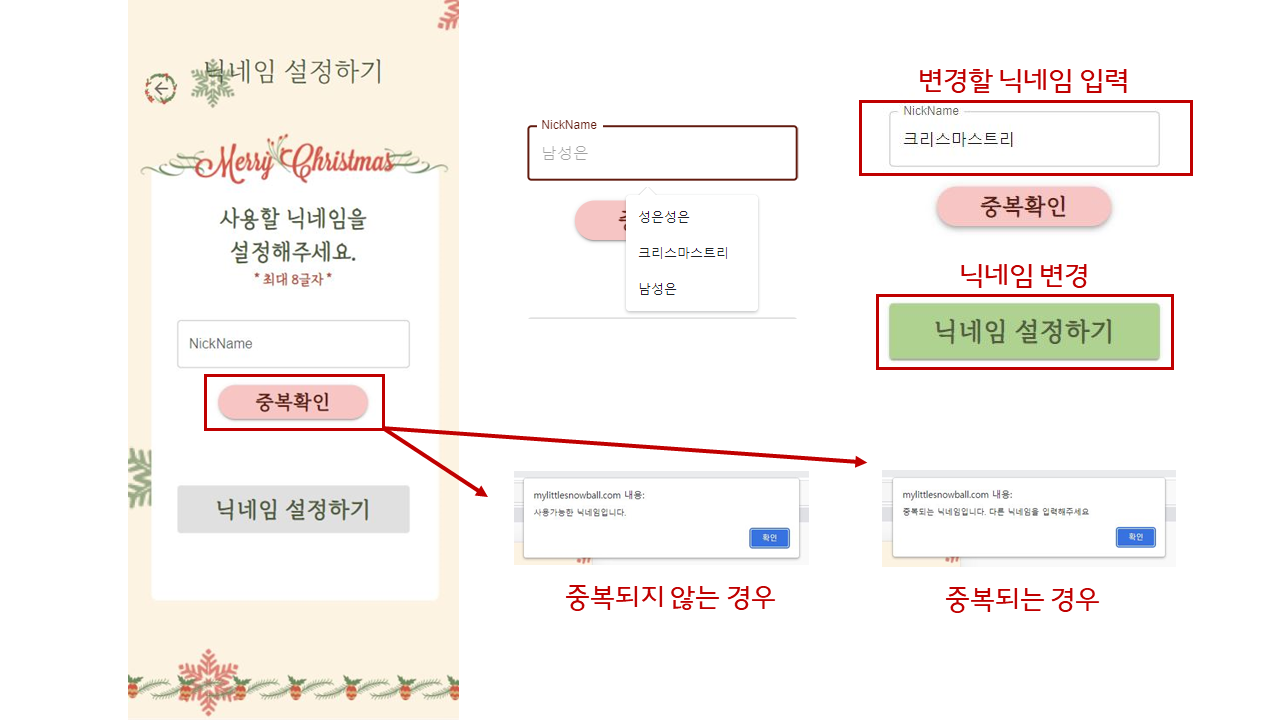 닉네임 설정하기
Merry Christmas
사용할 닉네임을
설정해주세요.
* 최대 8글자 *
NickName
중복확인
닉네임 설정하기
NickName
남성은
성은성은
크리스마스트리
남성은
변경할 닉네임 입력
NickName
크리스마스트리
중복확인
닉네임 변경
닉네임 설정하기
mylittlesnowball.com 내용:
사용가능한 닉네임입니다.
확인
중복되지 않는 경우
mylittlesnowball.com 내용:
중복되는 닉네임입니다. 다른 닉네임을 입력해주세요
확인
중복되는 경우